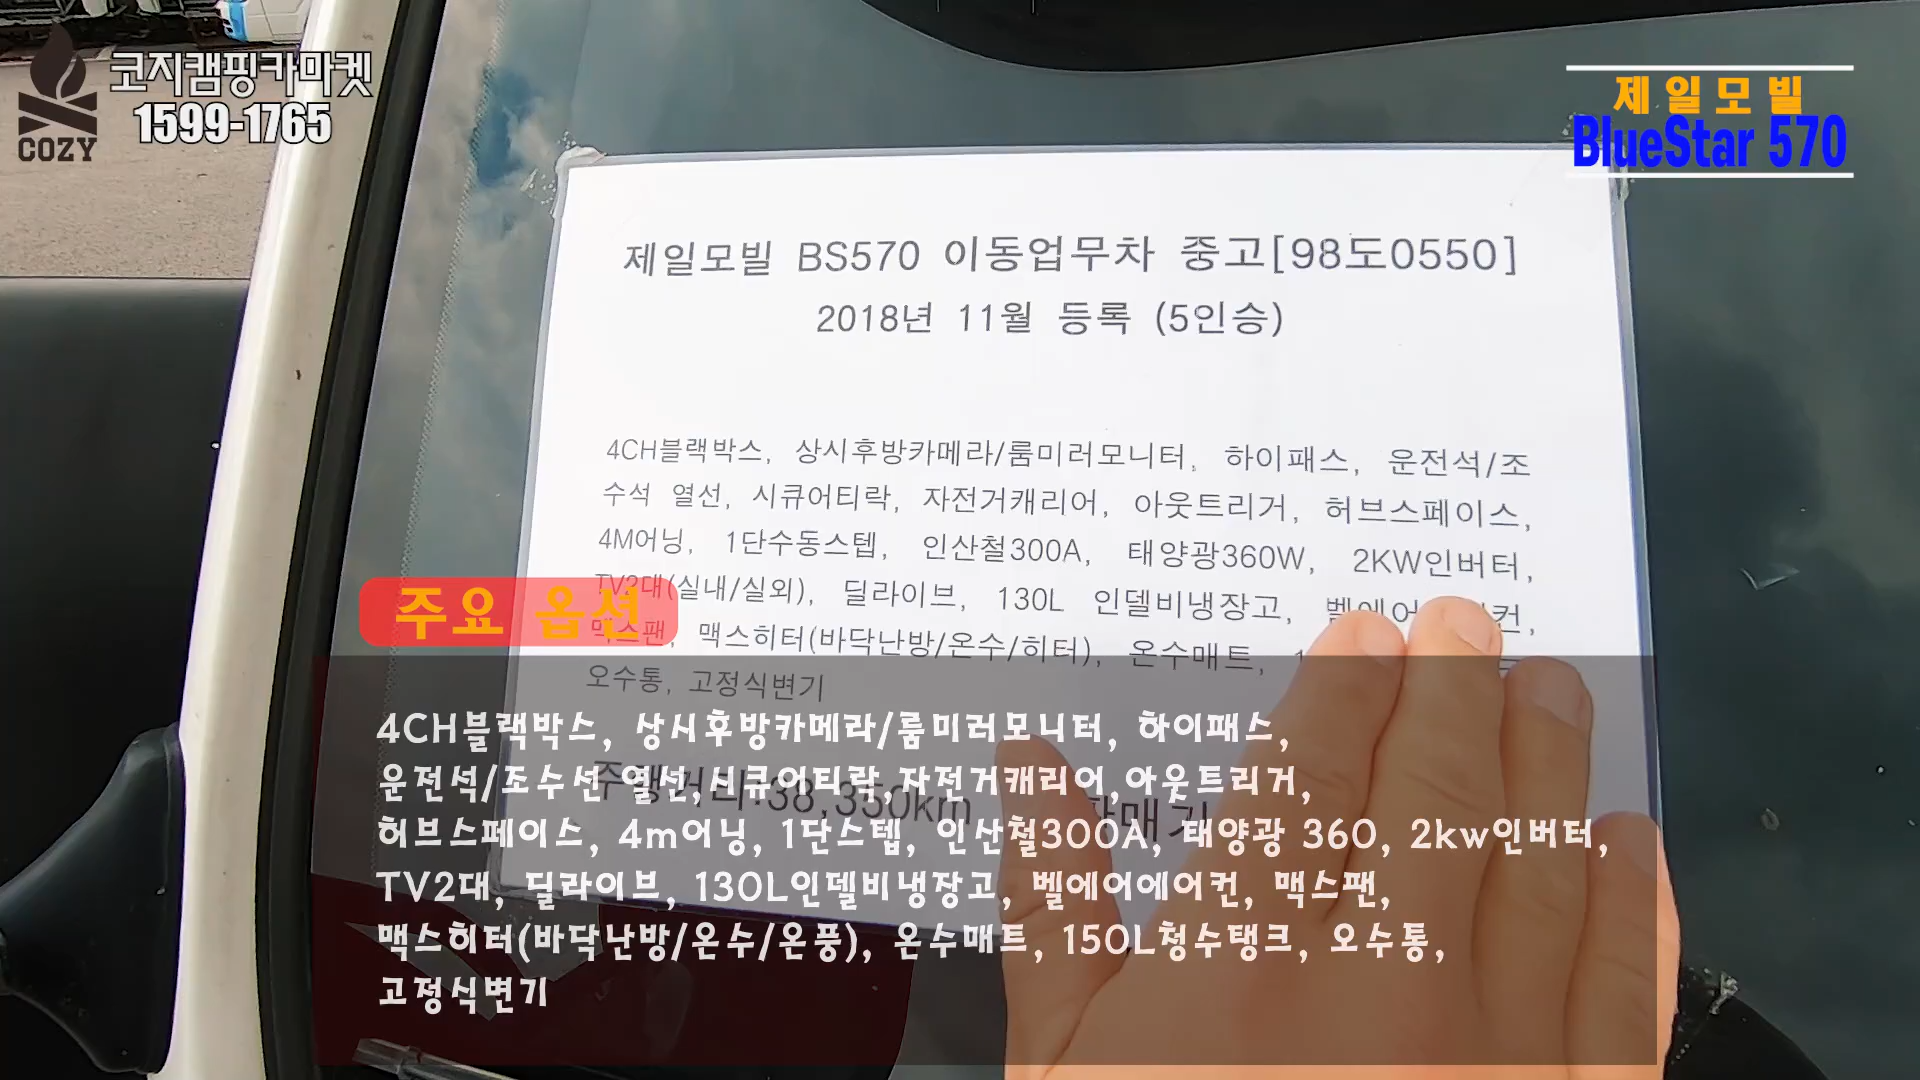 코지캠핑카마켓
1599-1765
COZY
제일모빌
BlueStar 570
제일모빌 BS570 이동업무차 중고[98도0550]
2018년 11월 등록 (5인승)
4CH블랙박스, 상시후방카메라/룸미러모니터, 하이패스, 운전석/조
수석 열선, 시큐어티락, 자전거캐리어, 아웃트리거, 허브스페이스,
4M어닝, 1단수동스텝, 인산철300A, 태양광360W, 2KW인버터,
TV2대(실내/실외), 딜라이브, 130L 인델비냉장고,
맥스팬, 맥스히터(바닥난방/온수/히터), 온수매트,
오수통, 고정식변기
주행거리:38,350km
주요 옵션
4CH블랙박스, 상시후방카메라/룸미러모니터, 하이패스,
운전석/조수선 열선,시큐어티락,자전거캐리어,아웃트리거,
허브스페이스, 4m어닝, 1단스텝, 인산철300A, 태양광 360, 2kw인버터,
TV2대, 딜라이브, 130L인델비냉장고, 벨에어에어컨, 맥스팬,
맥스히터(바닥난방/온수/온풍), 온수매트, 150L청수탱크, 오수통,
고정식변기